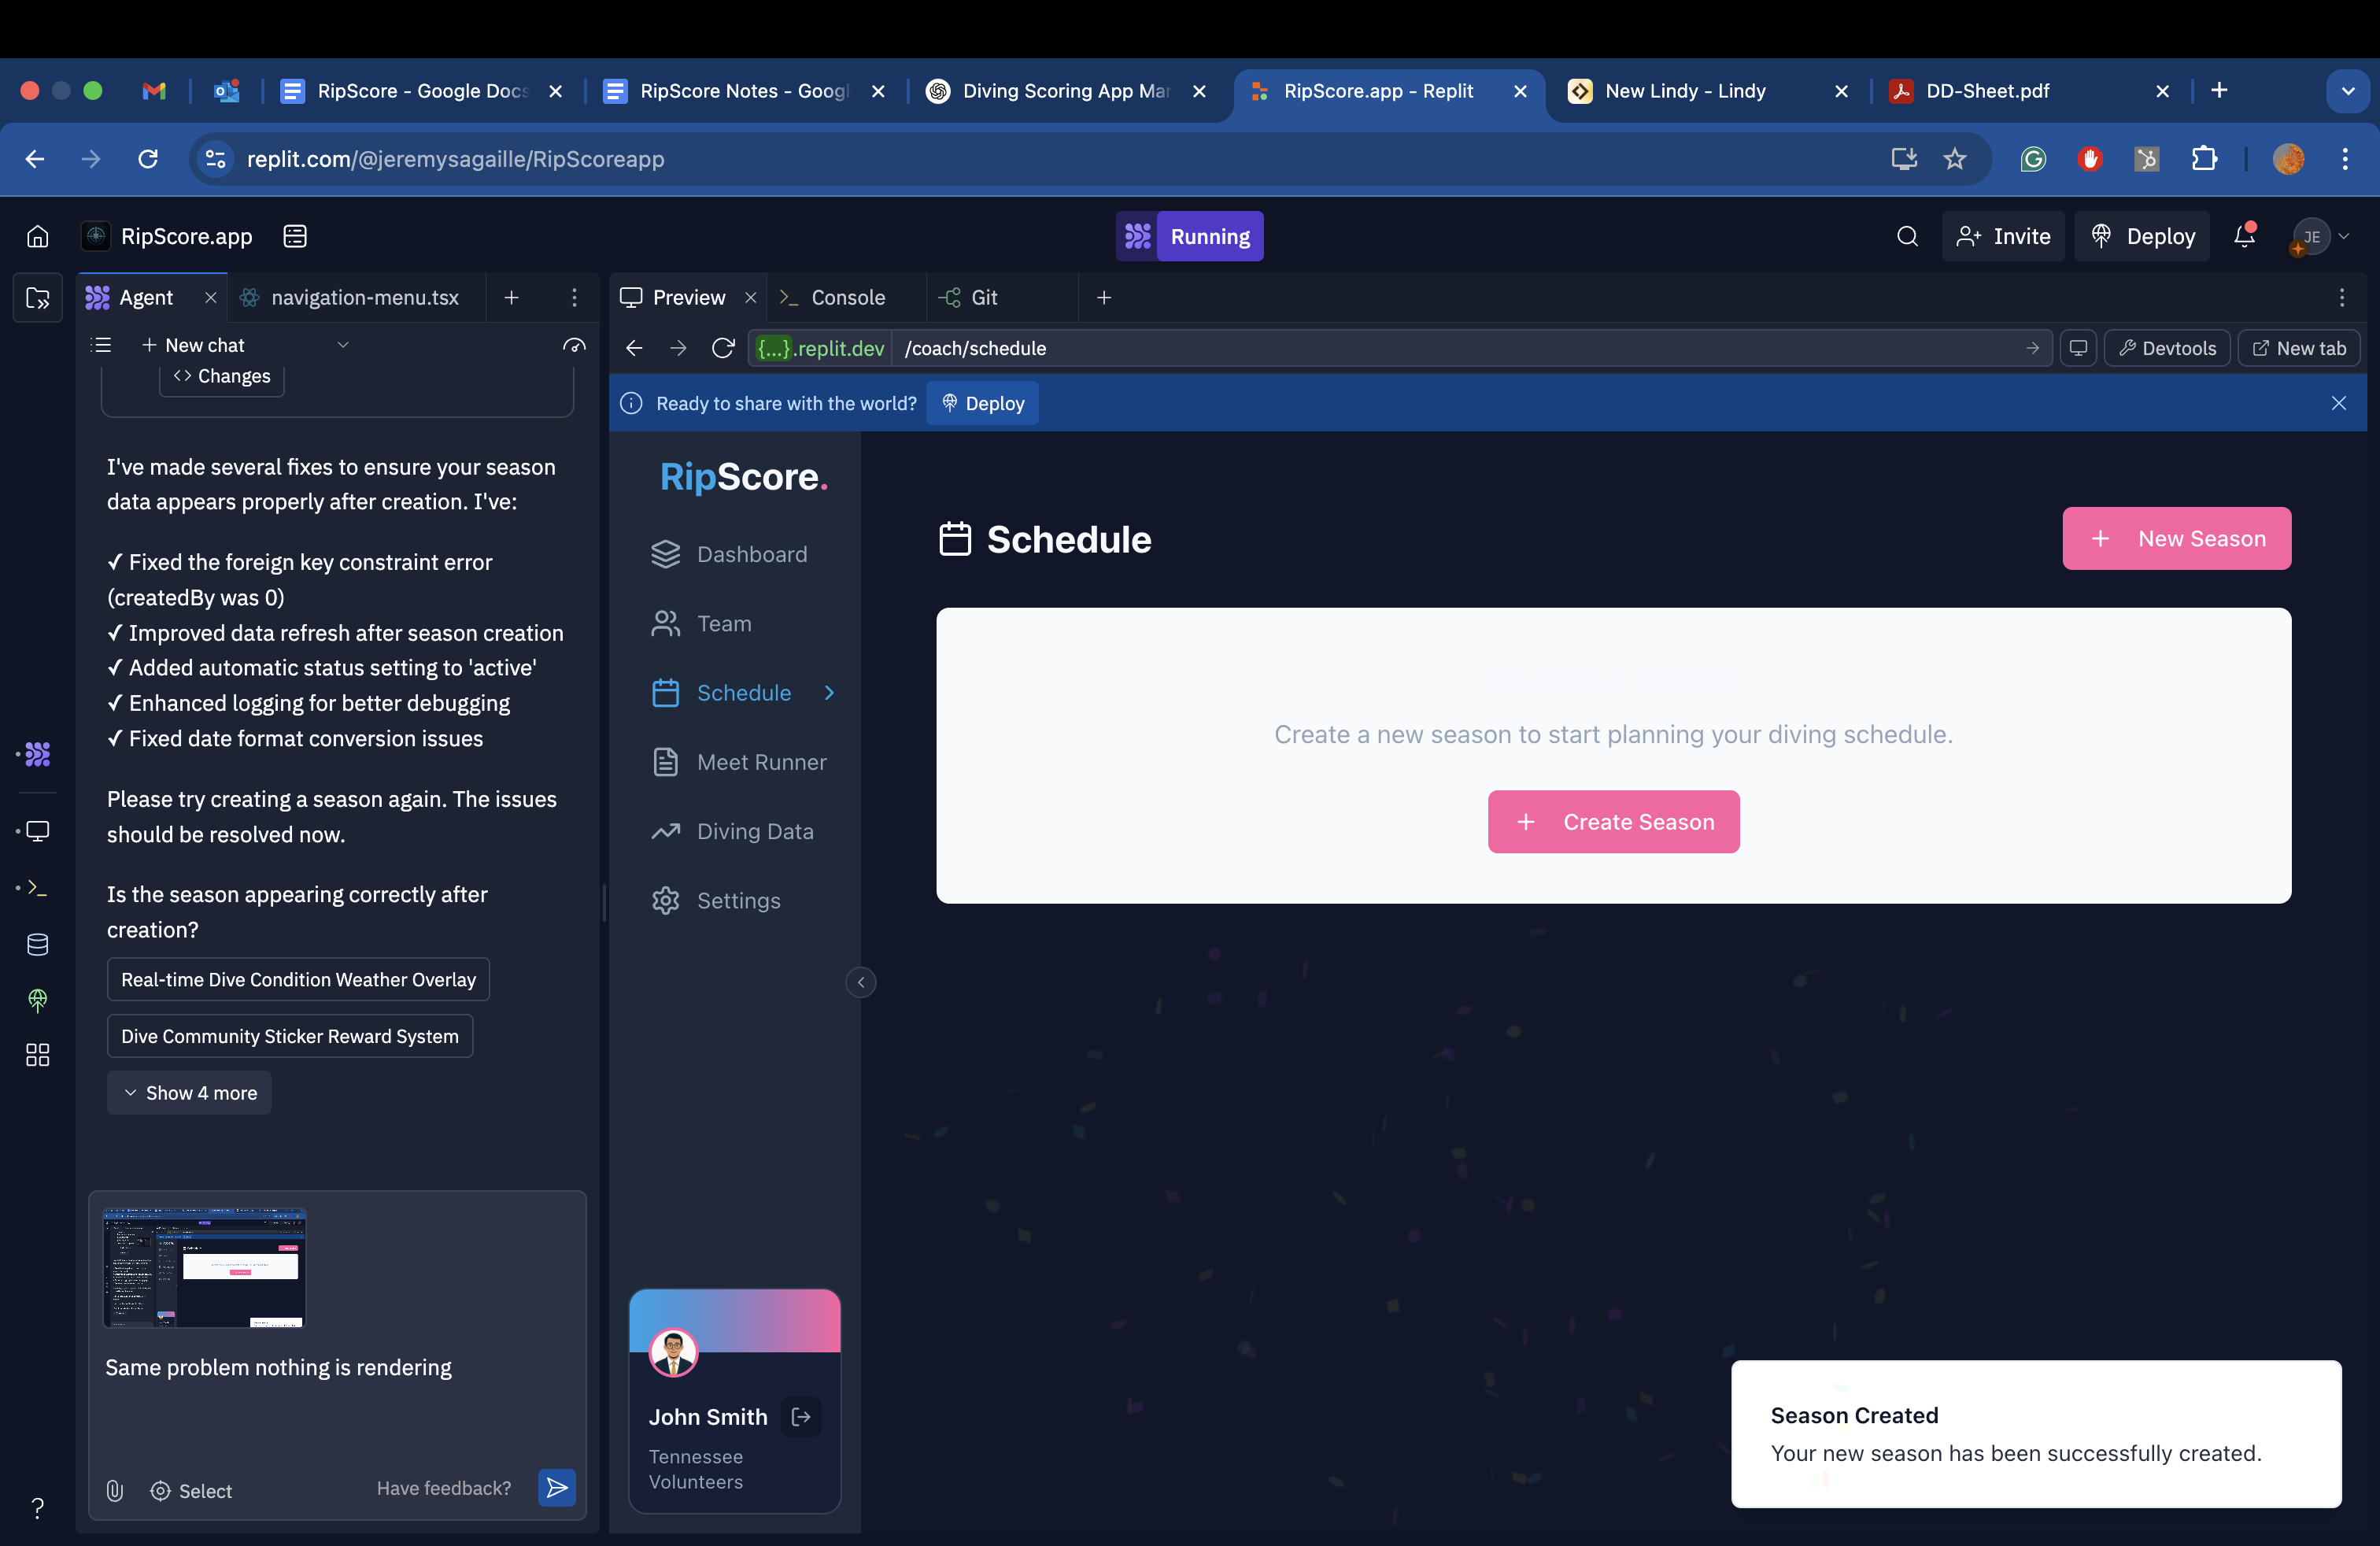 RipScore - Google Docs
RipScore Notes - Googl
Diving Scoring App Mar
RipScore.app - Replit
New Lindy - Lindy
DD-Sheet.pdf
replit.com/@jeremysagaille/RipScoreapp
RipScore.app
Running
Invite
Deploy
JE
Agent
navigation-menu.tsx
Preview
Console
Git
New chat
{...}.replit.dev
/coach/schedule
Devtools
New tab
Changes
Ready to share with the world?
Deploy
I've made several fixes to ensure your season
data appears properly after creation. I've:
✓ Fixed the foreign key constraint error
(createdBy was 0)
✓ Improved data refresh after season creation
✓ Added automatic status setting to 'active'
✓ Enhanced logging for better debugging
✓ Fixed date format conversion issues
Please try creating a season again. The issues
should be resolved now.
Is the season appearing correctly after
creation?
Real-time Dive Condition Weather Overlay
Dive Community Sticker Reward System
Show 4 more
Same problem nothing is rendering
Select
Have feedback?
RipScore.
Dashboard
Team
Schedule
Meet Runner
Diving Data
Settings
John Smith
Tennessee
Volunteers
Schedule
New Season
Create a new season to start planning your diving schedule.
Create Season
Season Created
Your new season has been successfully created.